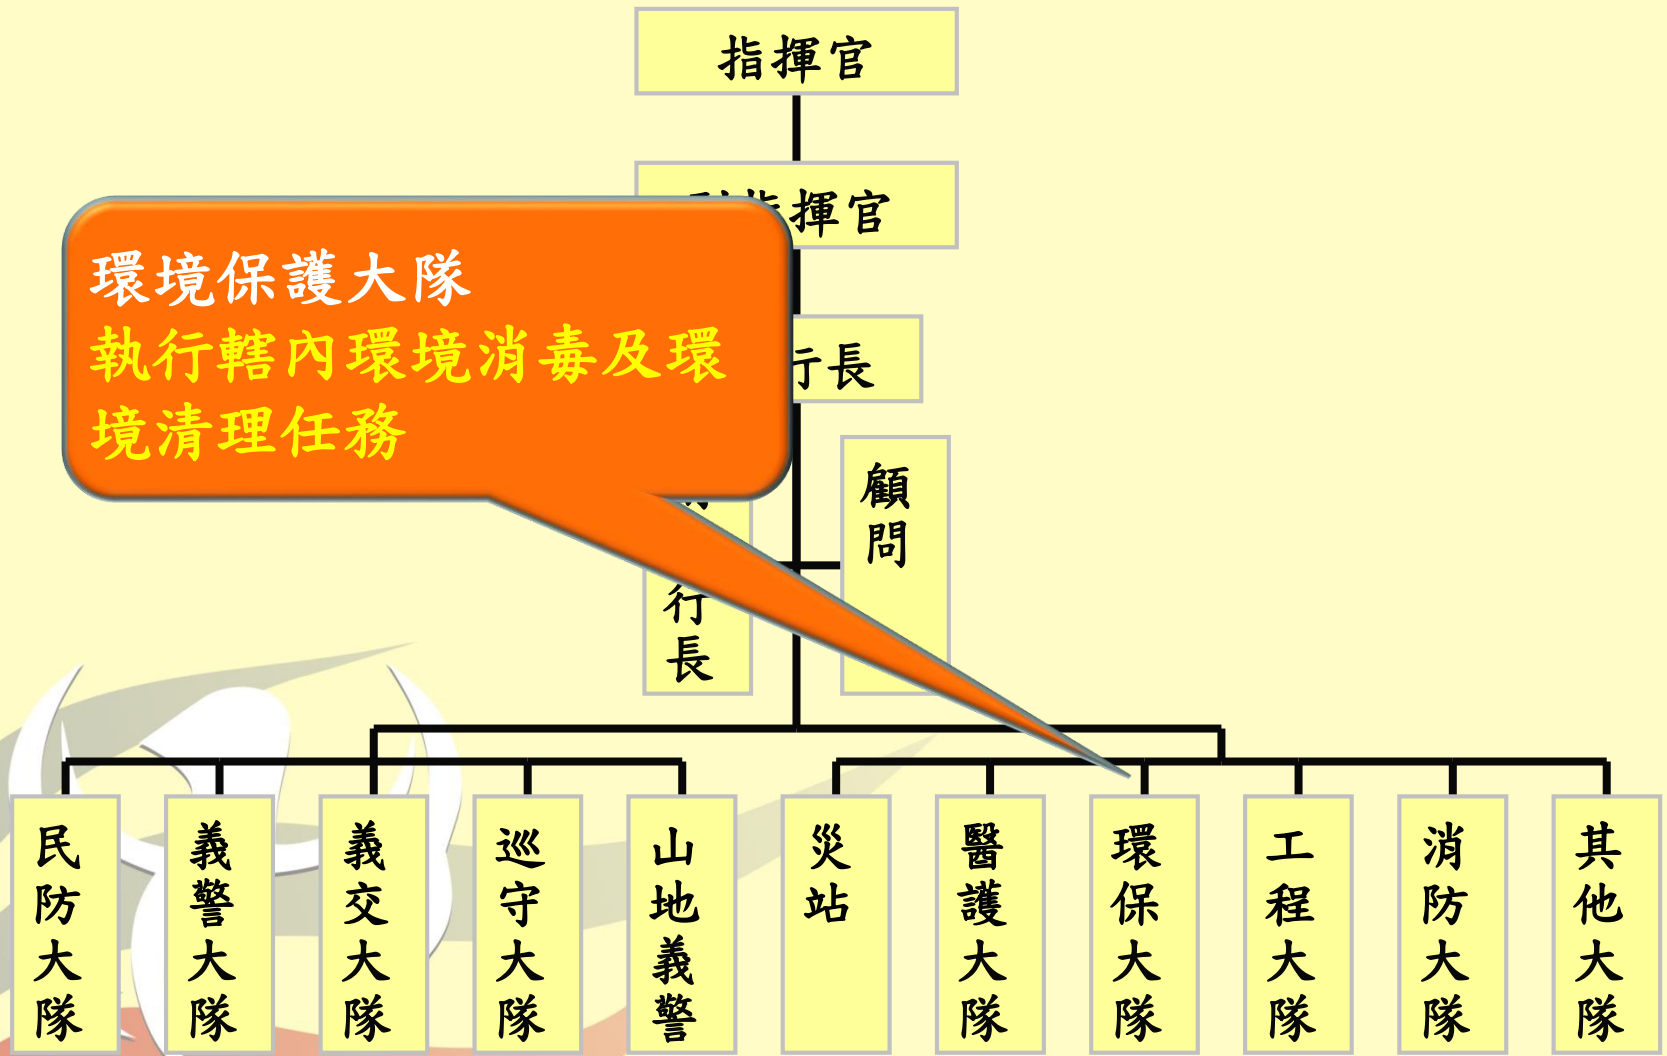 指揮官
指揮官
環境保護大隊
執行轄內環境消毒及環
境清理任務
行長
行長
顧問
民防大隊
義警大隊
義交大隊
巡守大隊
山地義警
災站
醫護大隊
環保大隊
工程大隊
消防大隊
其他大隊